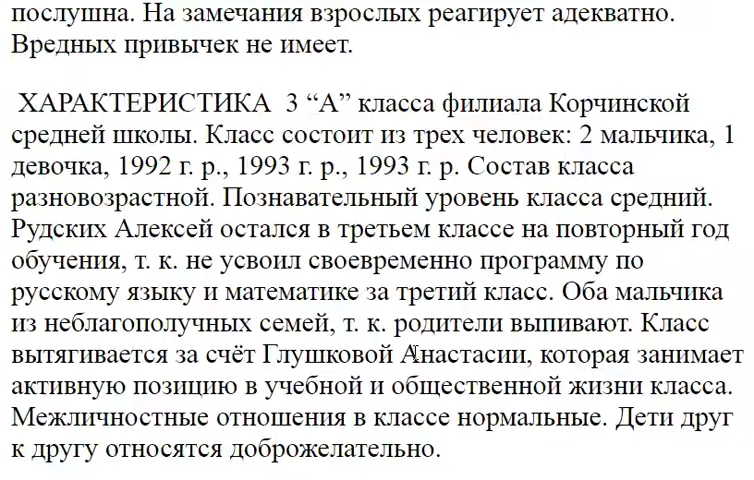 послушна. На замечания взрослых реагирует адекватно.
Вредных привычек не имеет.
ХАРАКТЕРИСТИКА 3 “А” класса филиала Корчинской
средней школы. Класс состоит из трех человек: 2 мальчика, 1
девочка, 1992 г. р., 1993 г. р., 1993 г. р. Состав класса
разновозрастной. Познавательный уровень класса средний.
Рудских Алексей остался в третьем классе на повторный год
обучения, т. к. не усвоил своевременно программу по
русскому языку и математике за третий класс. Оба мальчика
из неблагополучных семей, т. к. родители выпивают. Класс
вытягивается за счёт Глушковой Анастасии, которая занимает
активную позицию в учебной и общественной жизни класса.
Межличностные отношения в классе нормальные. Дети друг
к другу относятся доброжелательно.